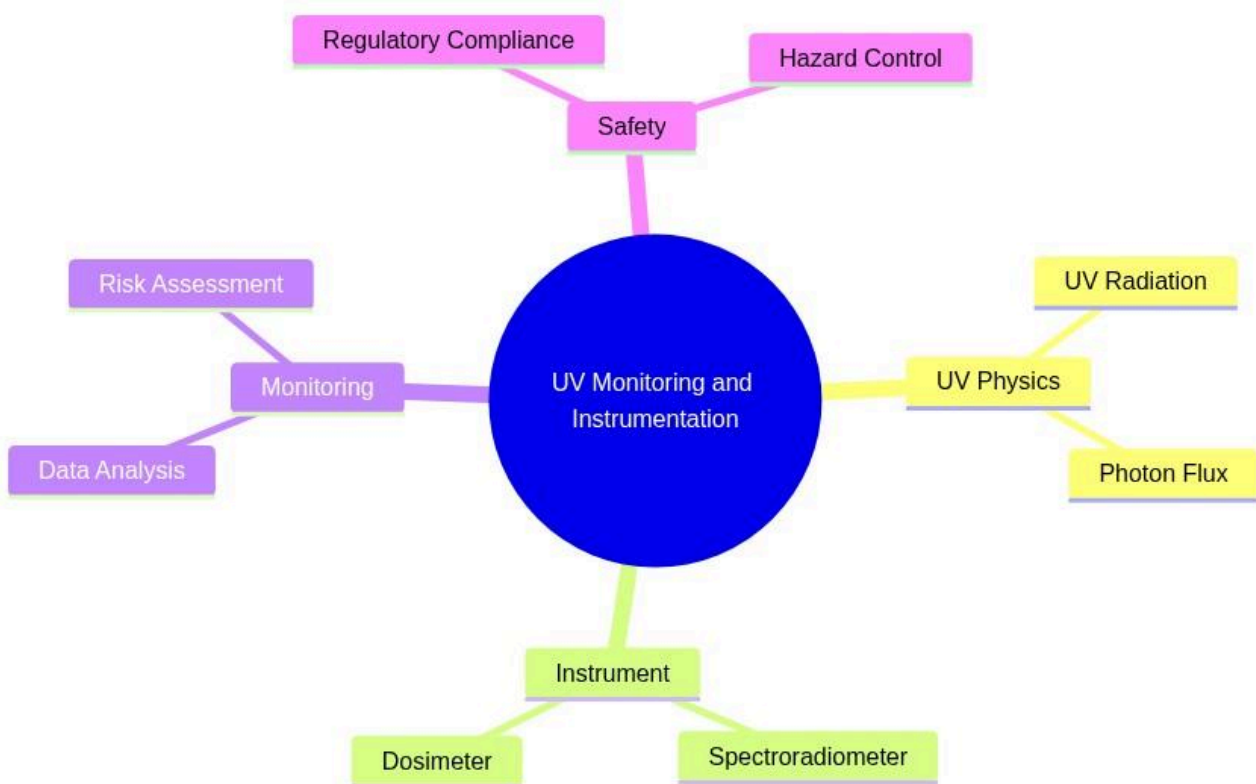 Regulatory Compliance
Hazard Control
Safety
Risk Assessment
UV Radiation
Monitoring
UV Monitoring and
Instrumentation
UV Physics
Data Analysis
Photon Flux
Instrument
Dosimeter
Spectroradiometer